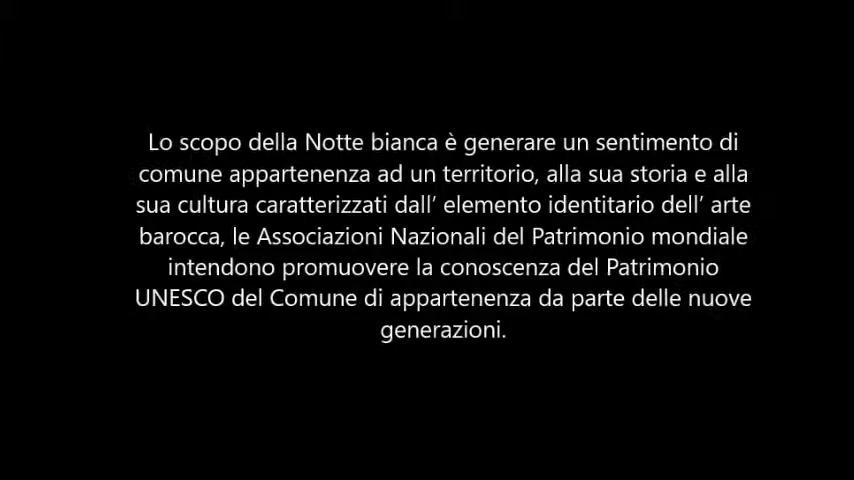 Lo scopo della Notte bianca è generare un sentimento di
comune appartenenza ad un territorio, alla sua storia e alla
sua cultura caratterizzati dall’ elemento identitario dell’ arte
barocca, le Associazioni Nazionali del Patrimonio mondiale
intendono promuovere la conoscenza del Patrimonio
UNESCO del Comune di appartenenza da parte delle nuove
generazioni.